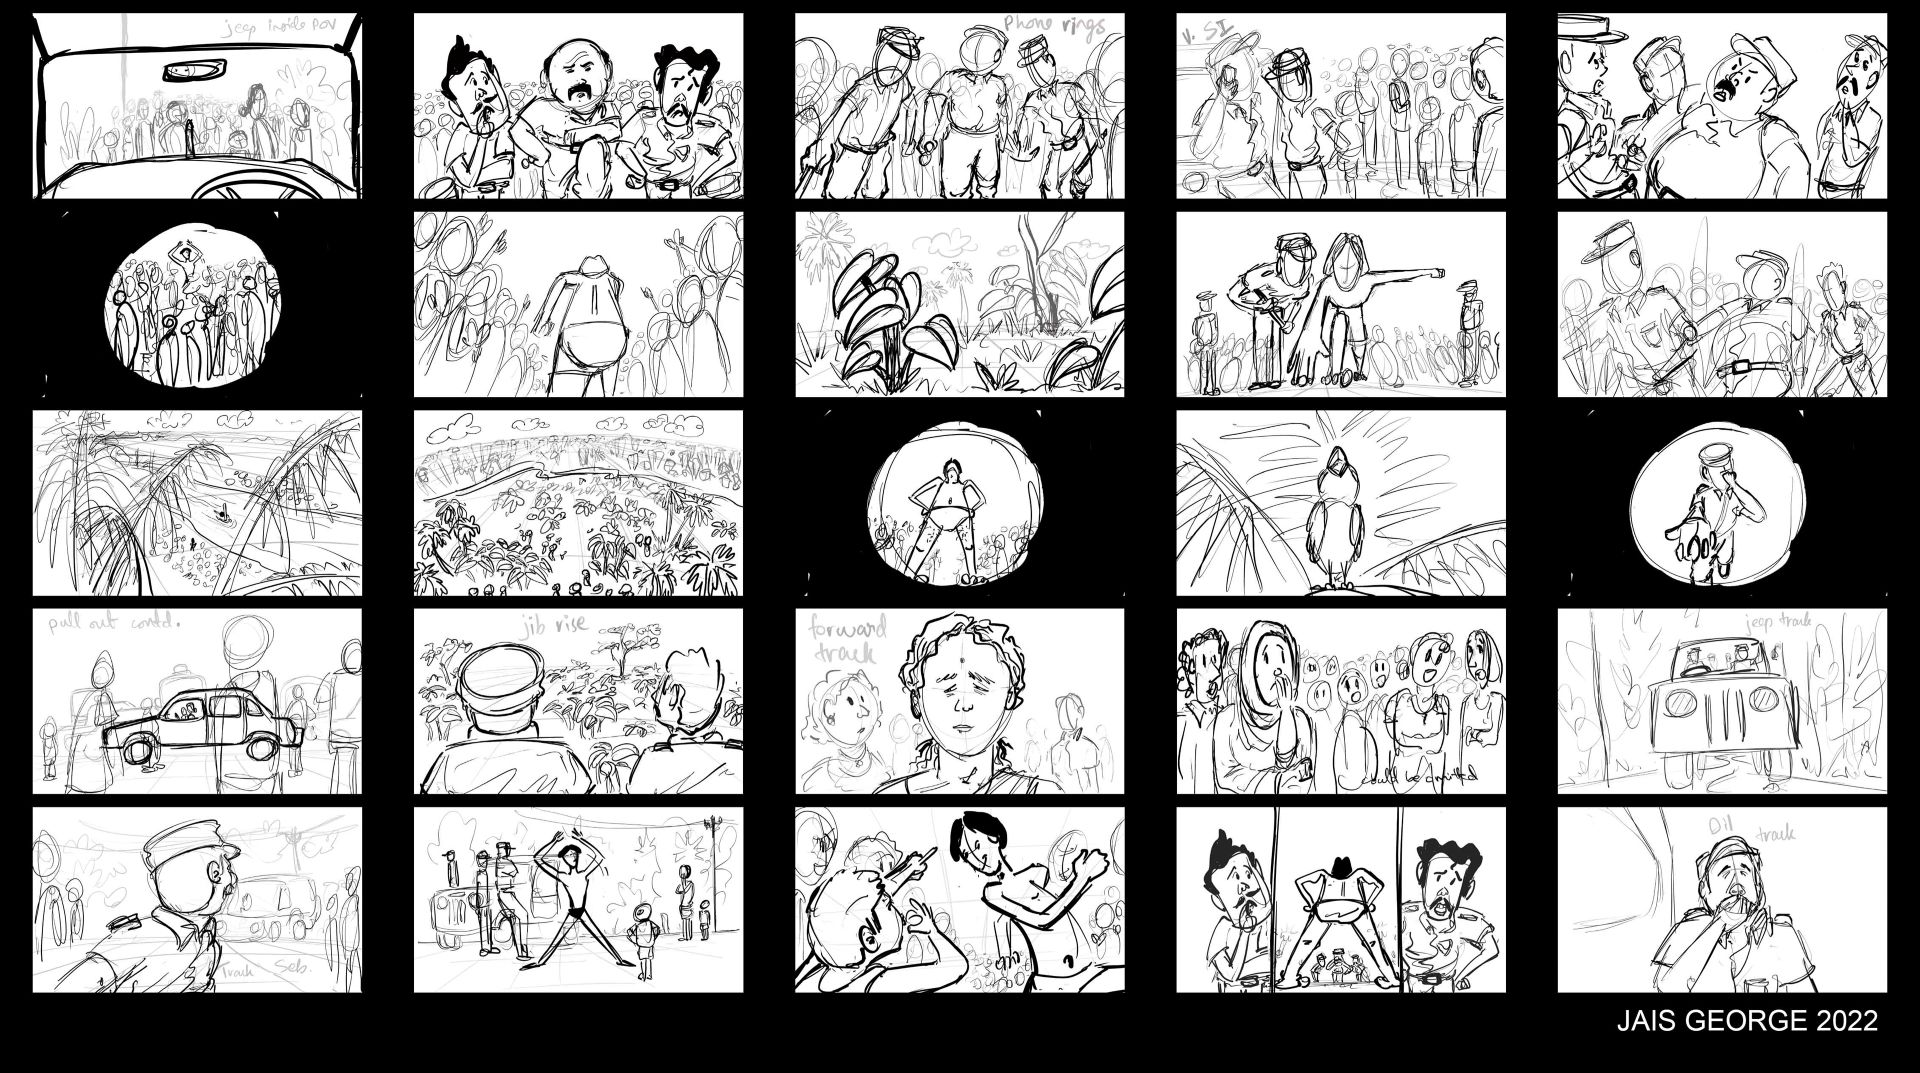 jeep inside POV
Phone rings
V. SI
pull out contd.
jib rise
forward
track
could be omitted
jeep track
Track Seb.
track
JAIS GEORGE 2022